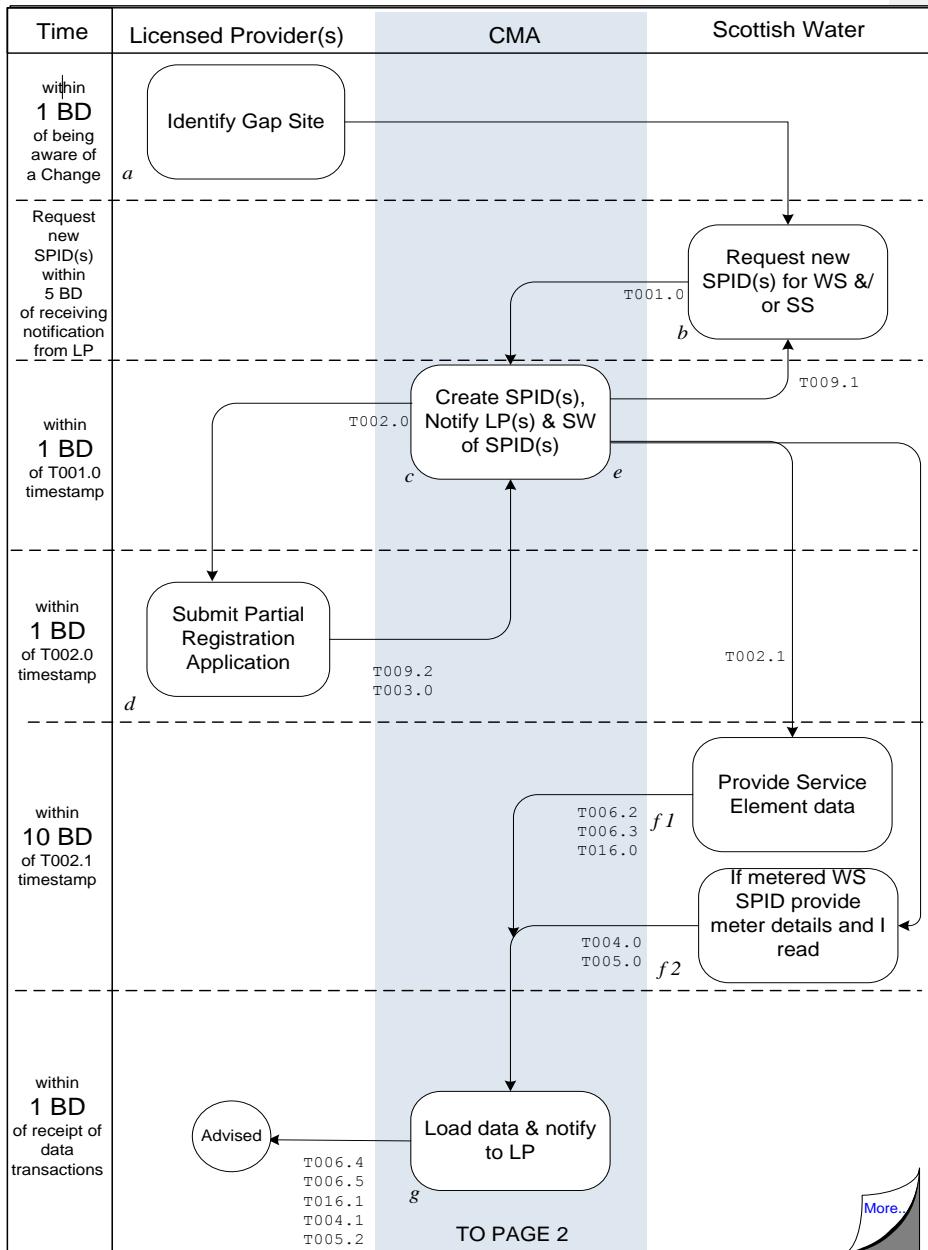 Time
Licensed Provider(s)
CMA
Scottish Water
within
1 BD
of being
aware of
a Change
Identify Gap Site
a
Request
new
SPID(s)
within
5 BD
of receiving
notification
from LP
Request new
SPID(s) for WS &/
or SS
T001.0
b
within
1 BD
of T001.0
timestamp
Create SPID(s),
Notify LP(s) & SW
of SPID(s)
T009.1
T002.0
c
e
within
1 BD
of T002.0
timestamp
Submit Partial
Registration
Application
T009.2
T003.0
T002.1
d
within
10 BD
of T002.1
timestamp
Provide Service
Element data
T006.2
T006.3
T016.0
f1
If metered WS
SPID provide
meter details and I
read
T004.0
T005.0
f2
within
1 BD
of receipt of
data
transactions
Advised
Load data & notify
to LP
T006.4
T006.5
T016.1
T004.1
T005.2
g
TO PAGE 2
More..